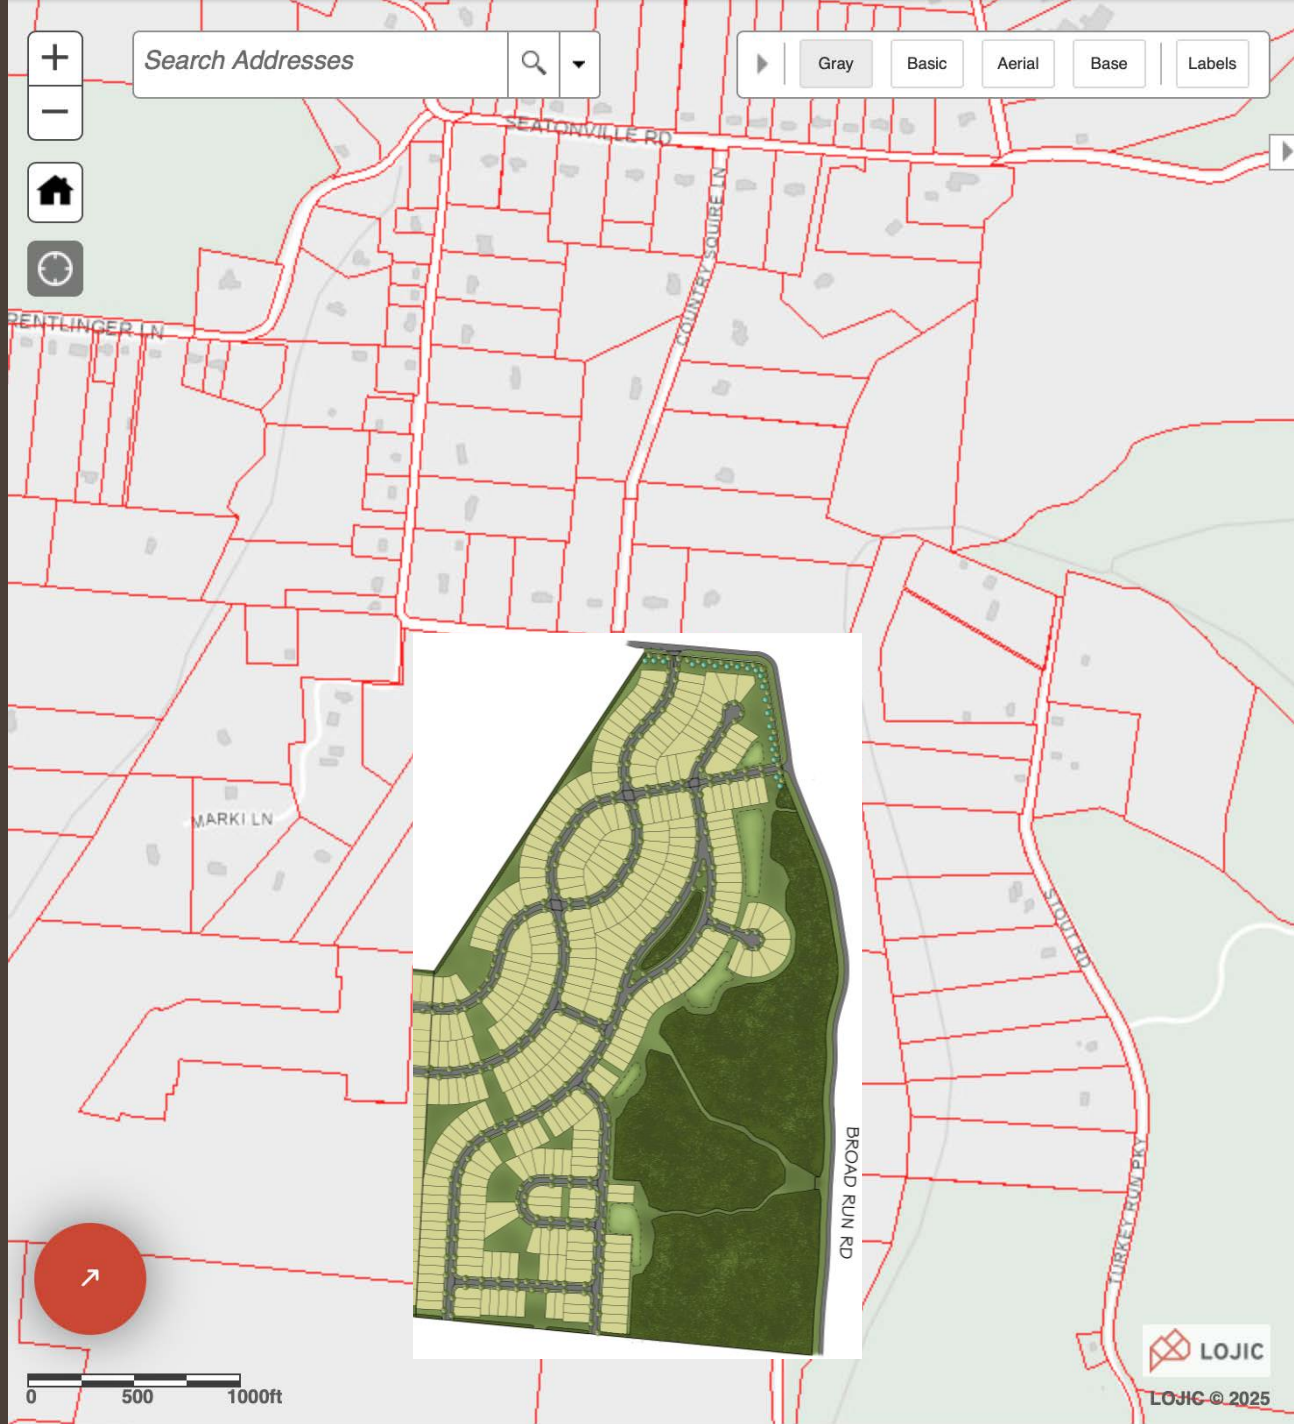 +
Search Addresses
Gray
Basic
Aerial
Base
Labels
−
SEATONVILLE RD
COUNTRY SQUIRE LN
RENTLINGER LN
MARKI LN
STOUT RD
BROAD RUN RD
TURKEY RUN PKY
LOJIC
0 500 1000ft
LOJIC © 2025